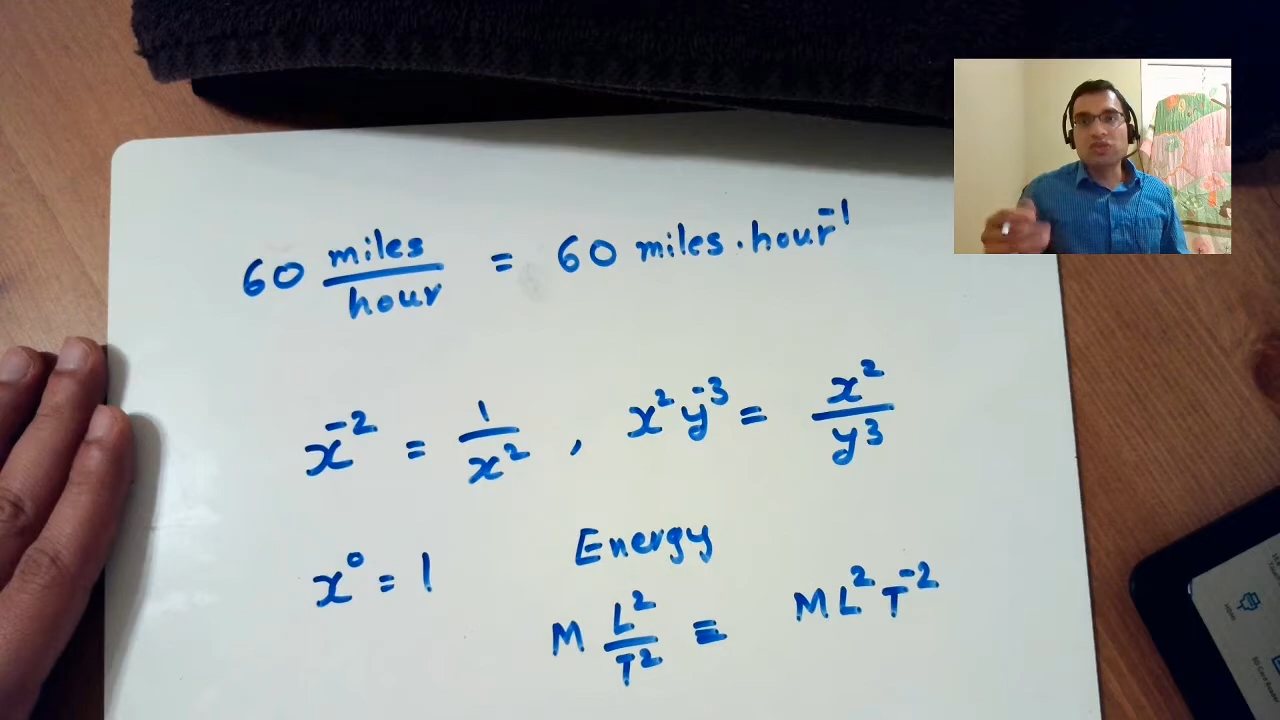 60 miles/hour = 60 miles · hour⁻¹
x⁻² = 1/x² , x² y⁻³ = x²/y³
x⁰ = 1
Energy
M L²/T² = M L² T⁻²